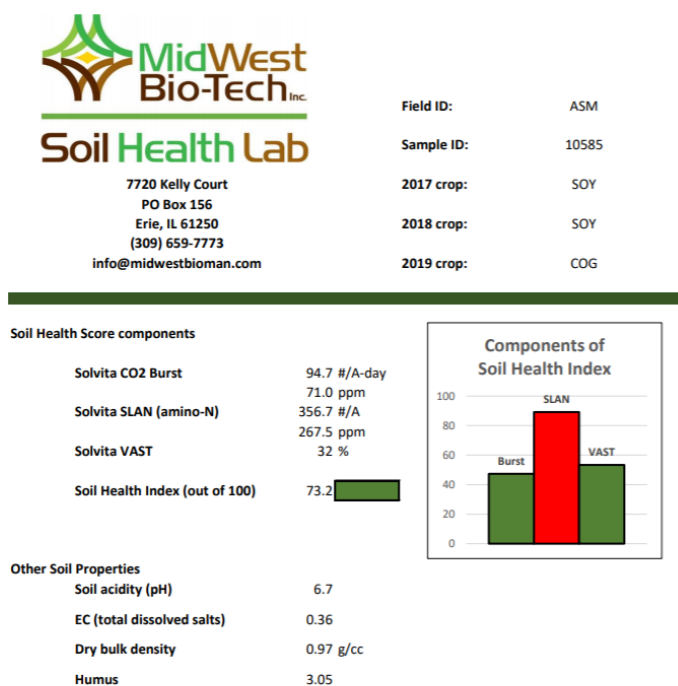 MidWest
Bio-Tech Inc.
Soil Health Lab
7720 Kelly Court
PO Box 156
Erie, IL 61250
(309) 659-7773
info@midwestbioman.com
Field ID: ASM
Sample ID: 10585
2017 crop: SOY
2018 crop: SOY
2019 crop: COG
Soil Health Score components
Solvita CO2 Burst 94.7 #/A-day
71.0 ppm
Solvita SLAN (amino-N) 356.7 #/A
267.5 ppm
Solvita VAST 32 %
Soil Health Index (out of 100) 73.2
Components of
Soil Health Index
100
80
60
40
20
0
SLAN
Burst
VAST
Other Soil Properties
Soil acidity (pH) 6.7
EC (total dissolved salts) 0.36
Dry bulk density 0.97 g/cc
Humus 3.05